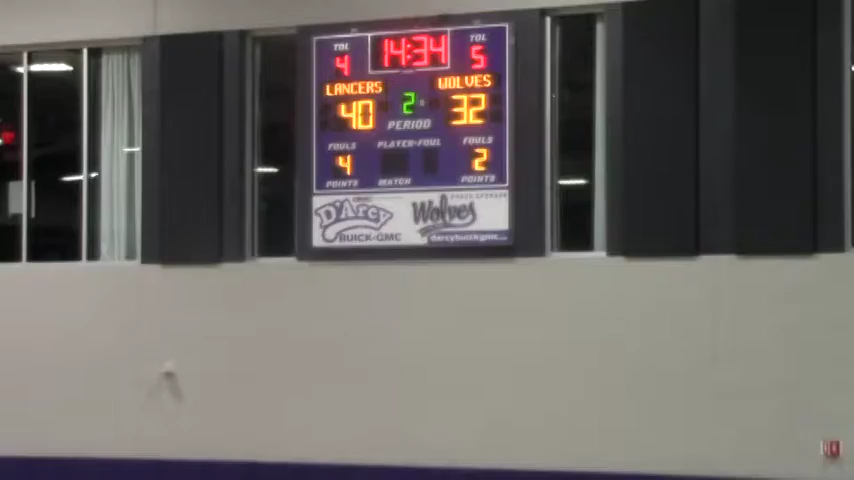 TOL 14:34 TOL
4 5
LANCERS WOLVES
40 2 32
PERIOD
FOULS PLAYER-FOUL FOULS
4 2
POINTS MATCH POINTS
D'ARCY Wolves
BUICK·GMC darcybuickgmc.com